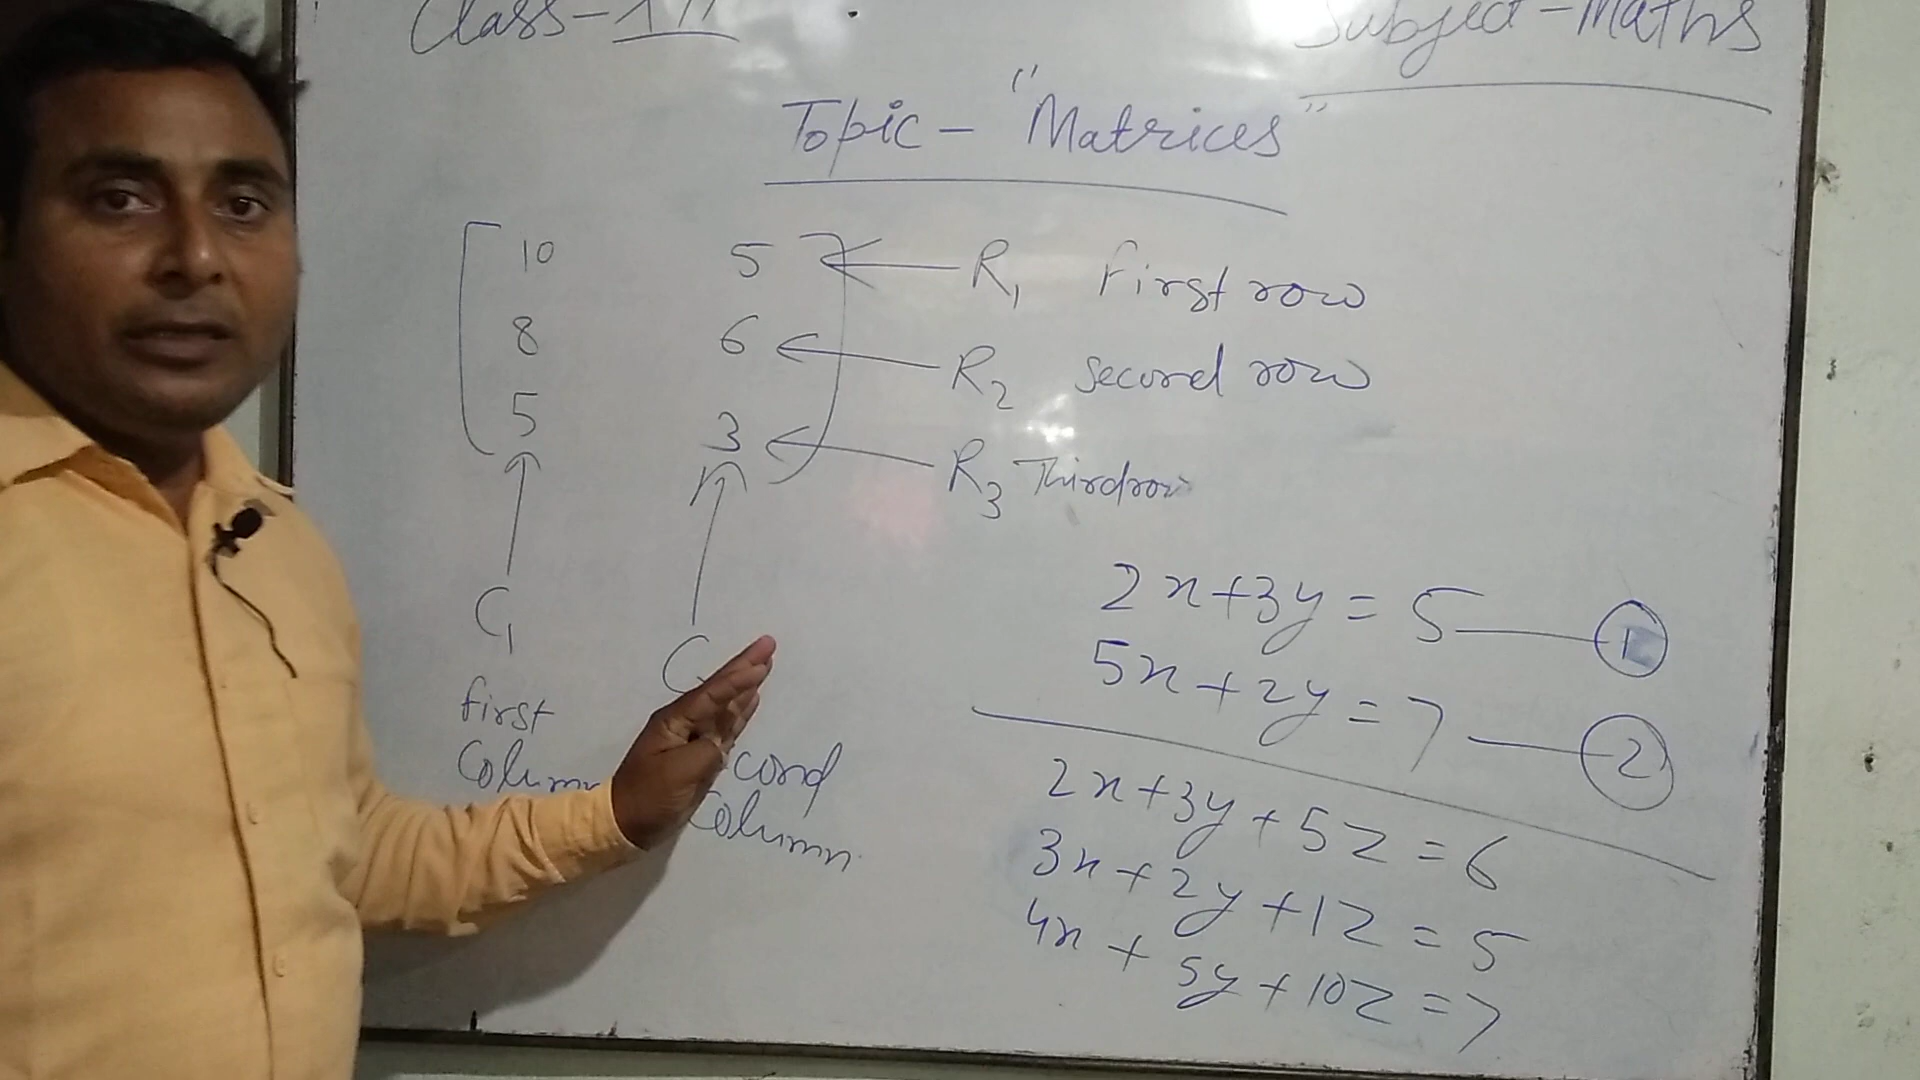 Class - XII
Subject - Maths
Topic - "Matrices"
10 5 R1 First row
8 6 R2 Second row
5 3 R3 Third row
C1
C
first
Column
cond
Column
2x+3y = 5 1
5x+2y = 7 2
2x+3y+5z = 6
3x+2y+1z = 5
4x+5y+10z = 7